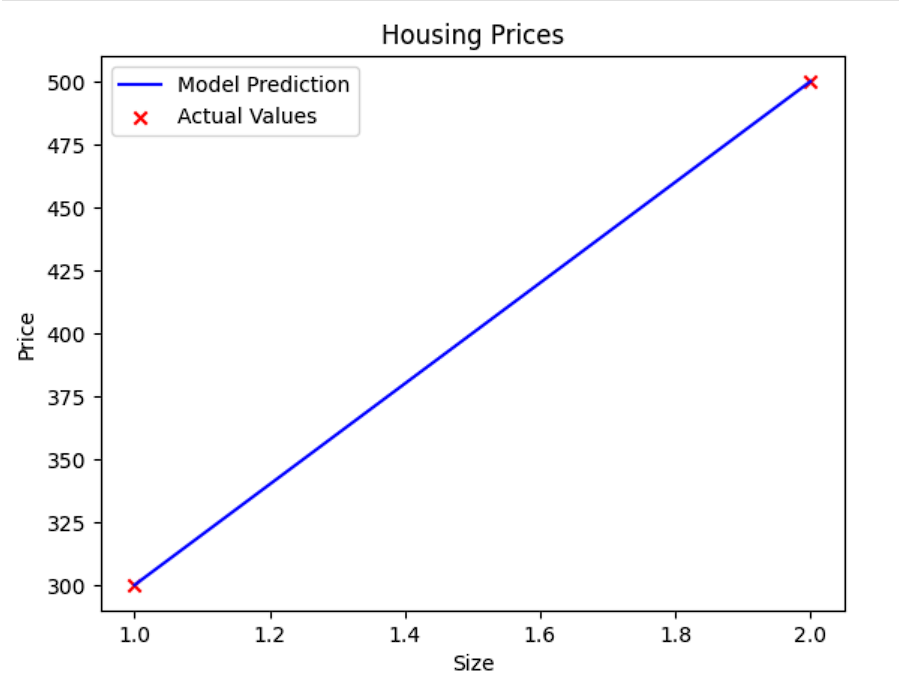 Housing Prices
Model Prediction
Actual Values
500
475
450
425
400
375
350
325
300
Price
1.0 1.2 1.4 1.6 1.8 2.0
Size